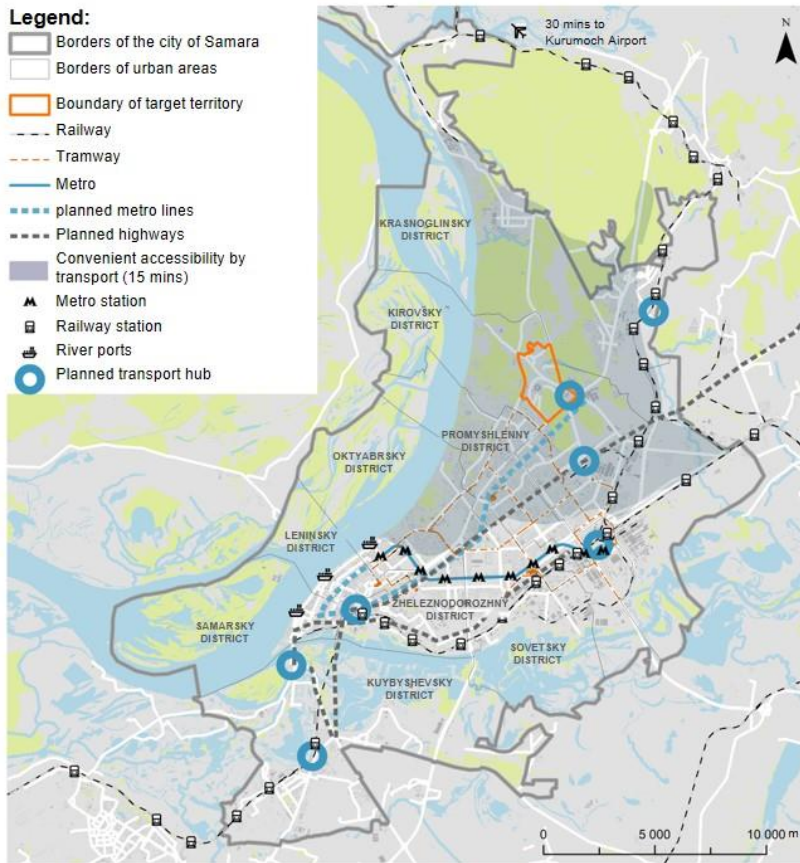 Legend:
Borders of the city of Samara
Borders of urban areas
Boundary of target territory
Railway
Tramway
Metro
planned metro lines
Planned highways
Convenient accessibility by
transport (15 mins)
Metro station
Railway station
River ports
Planned transport hub
30 mins to
Kurumoch Airport
N
KRASNOGLINSKY
DISTRICT
KIROVSKY
DISTRICT
PROMYSHLENNY
DISTRICT
OKTYABRSKY
DISTRICT
LENINSKY
DISTRICT
ZHELEZNODOROZHNY
DISTRICT
SAMARSKY
DISTRICT
SOVETSKY
DISTRICT
KUYBYSHEVSKY
DISTRICT
0 5 000 10 000 m